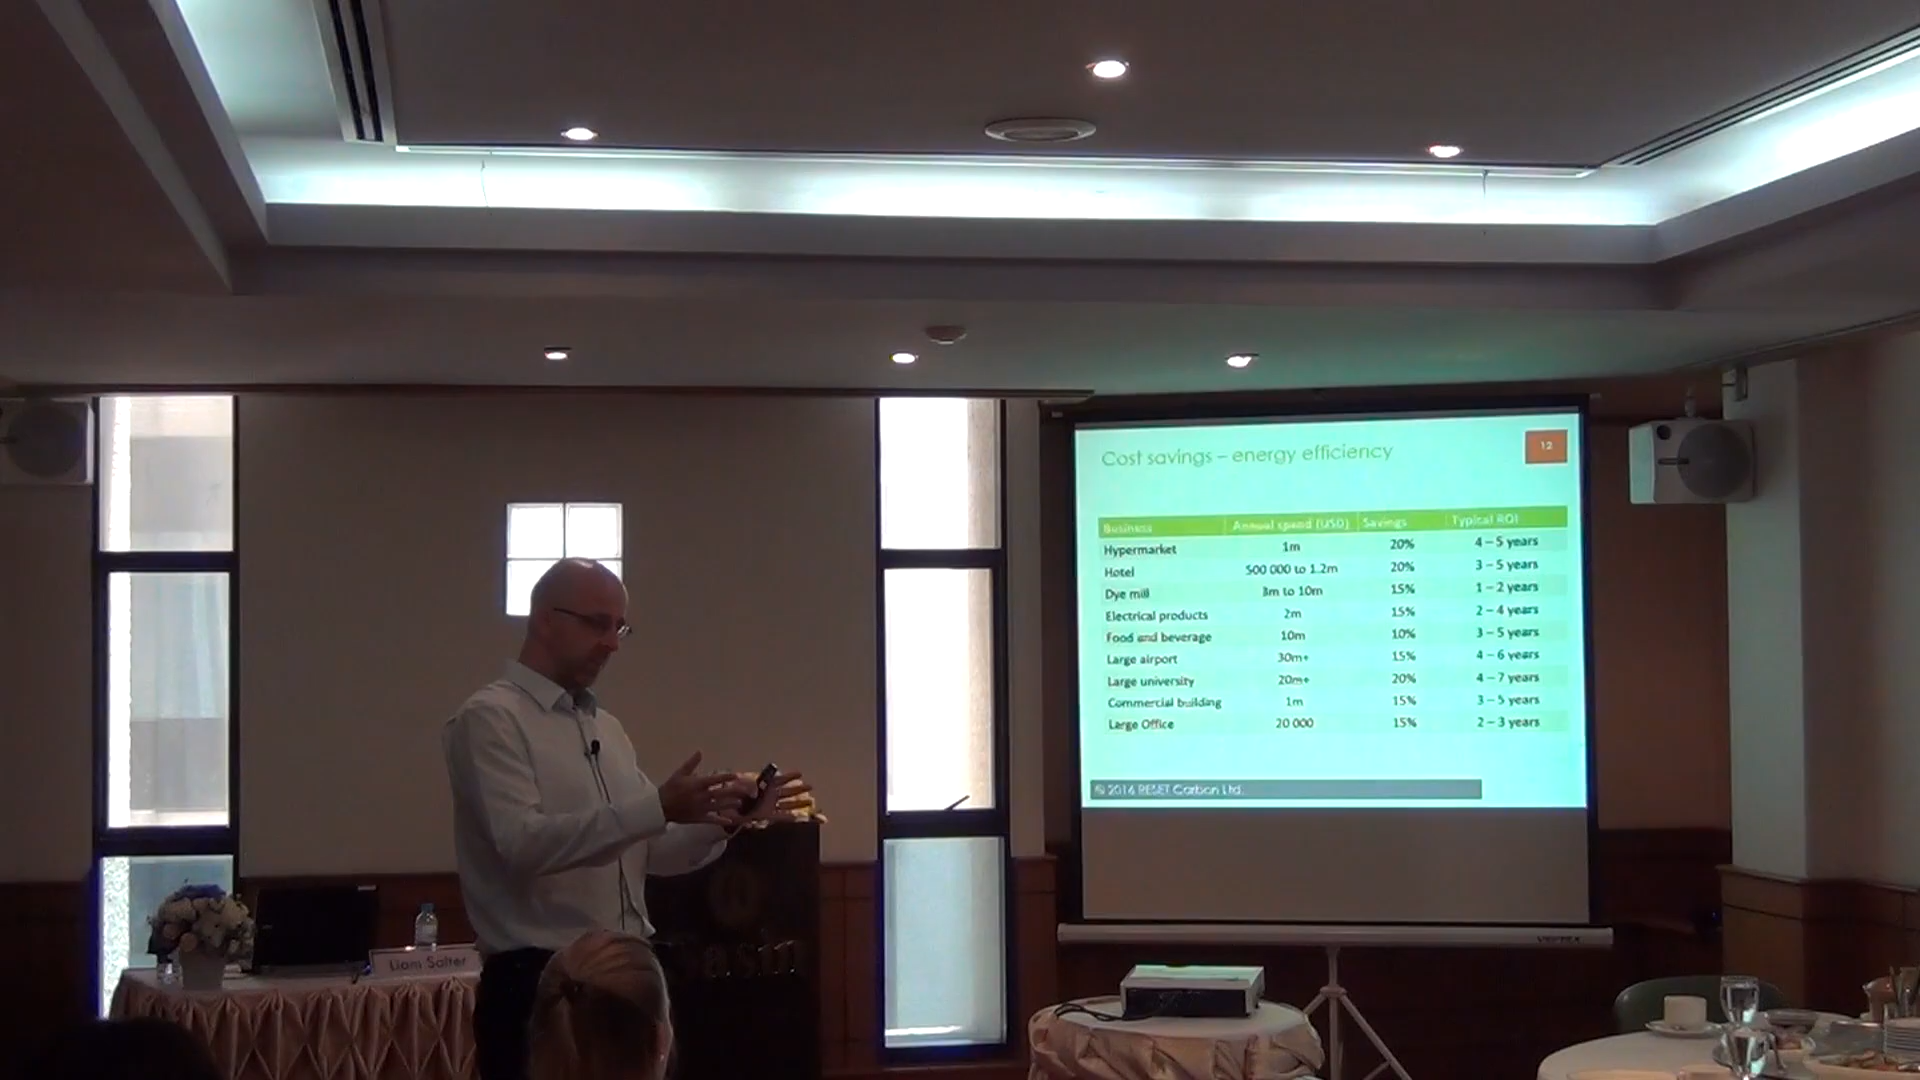 Cost savings – energy efficiency
12
Business Annual spend (USD) Savings Typical ROI
Hypermarket 1m 20% 4 – 5 years
Hotel 500 000 to 1.2m 20% 3 – 5 years
Dye mill 3m to 10m 15% 1 – 2 years
Electrical products 2m 15% 2 – 4 years
Food and beverage 10m 10% 3 – 5 years
Large airport 30m+ 15% 4 – 6 years
Large university 20m+ 20% 4 – 7 years
Commercial building 1m 15% 3 – 5 years
Large Office 20 000 15% 2 – 3 years
© 2014 RESET Carbon Ltd.
VERTEX
Liam Salter